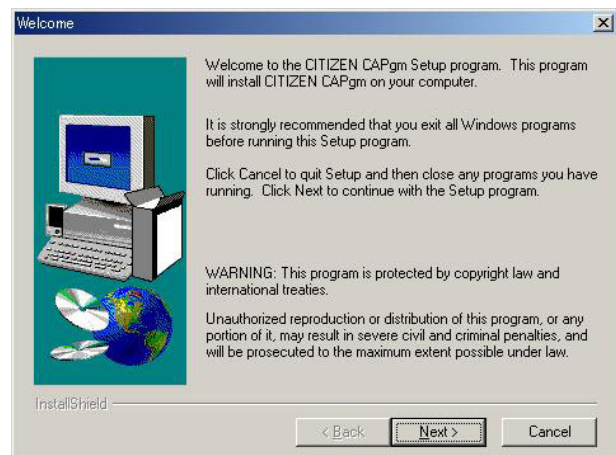 Welcome
Welcome to the CITIZEN CAPgm Setup program. This program
will install CITIZEN CAPgm on your computer.
It is strongly recommended that you exit all Windows programs
before running this Setup program.
Click Cancel to quit Setup and then close any programs you have
running. Click Next to continue with the Setup program.
WARNING: This program is protected by copyright law and
international treaties.
Unauthorized reproduction or distribution of this program, or any
portion of it, may result in severe civil and criminal penalties, and
will be prosecuted to the maximum extent possible under law.
InstallShield
< Back Next > Cancel